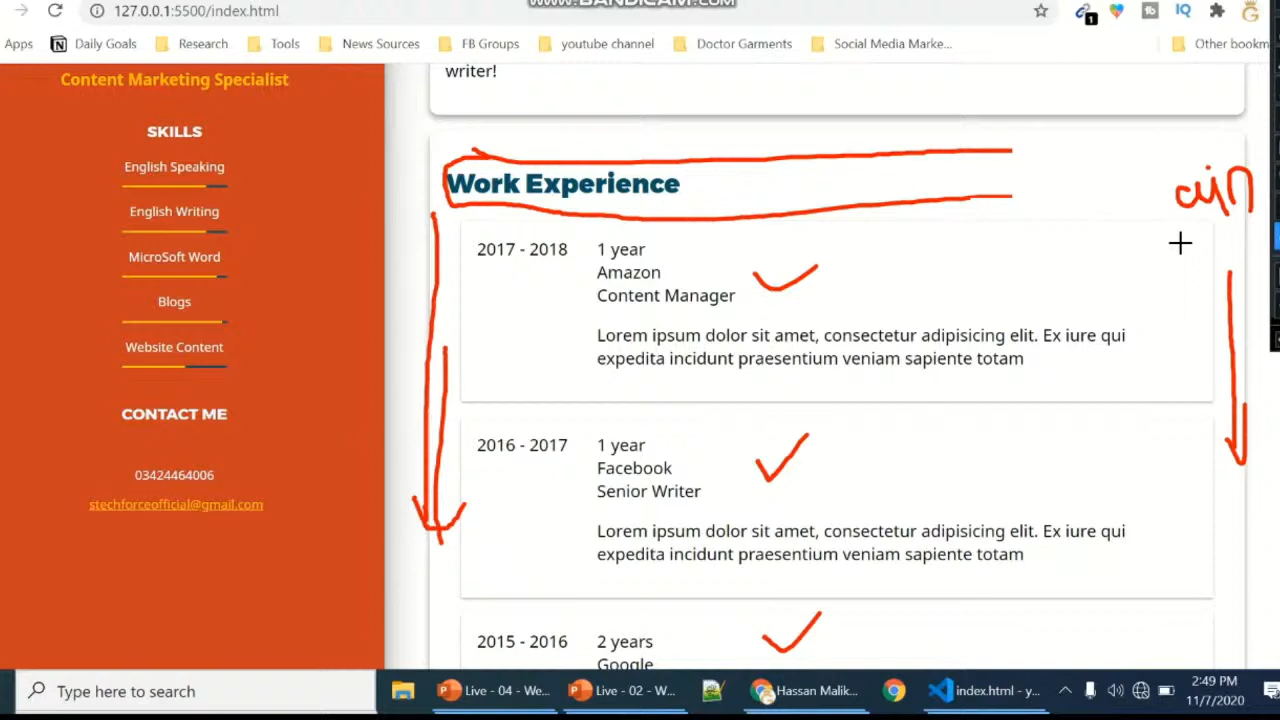 www.BANDICAM.com
127.0.0.1:5500/index.html
1
Apps
Daily Goals
Research
Tools
News Sources
FB Groups
youtube channel
Doctor Garments
Social Media Marke...
Other bookm
Content Marketing Specialist
SKILLS
English Speaking
English Writing
MicroSoft Word
Blogs
Website Content
CONTACT ME
03424464006
stechforceofficial@gmail.com
writer!
Work Experience
2017 - 2018
1 year
Amazon
Content Manager
Lorem ipsum dolor sit amet, consectetur adipisicing elit. Ex iure qui
expedita incidunt praesentium veniam sapiente totam
2016 - 2017
1 year
Facebook
Senior Writer
Lorem ipsum dolor sit amet, consectetur adipisicing elit. Ex iure qui
expedita incidunt praesentium veniam sapiente totam
2015 - 2016
2 years
Google
Type here to search
Live - 04 - We...
Live - 02 - W...
Hassan Malik...
index.html - y...
2:49 PM
11/7/2020